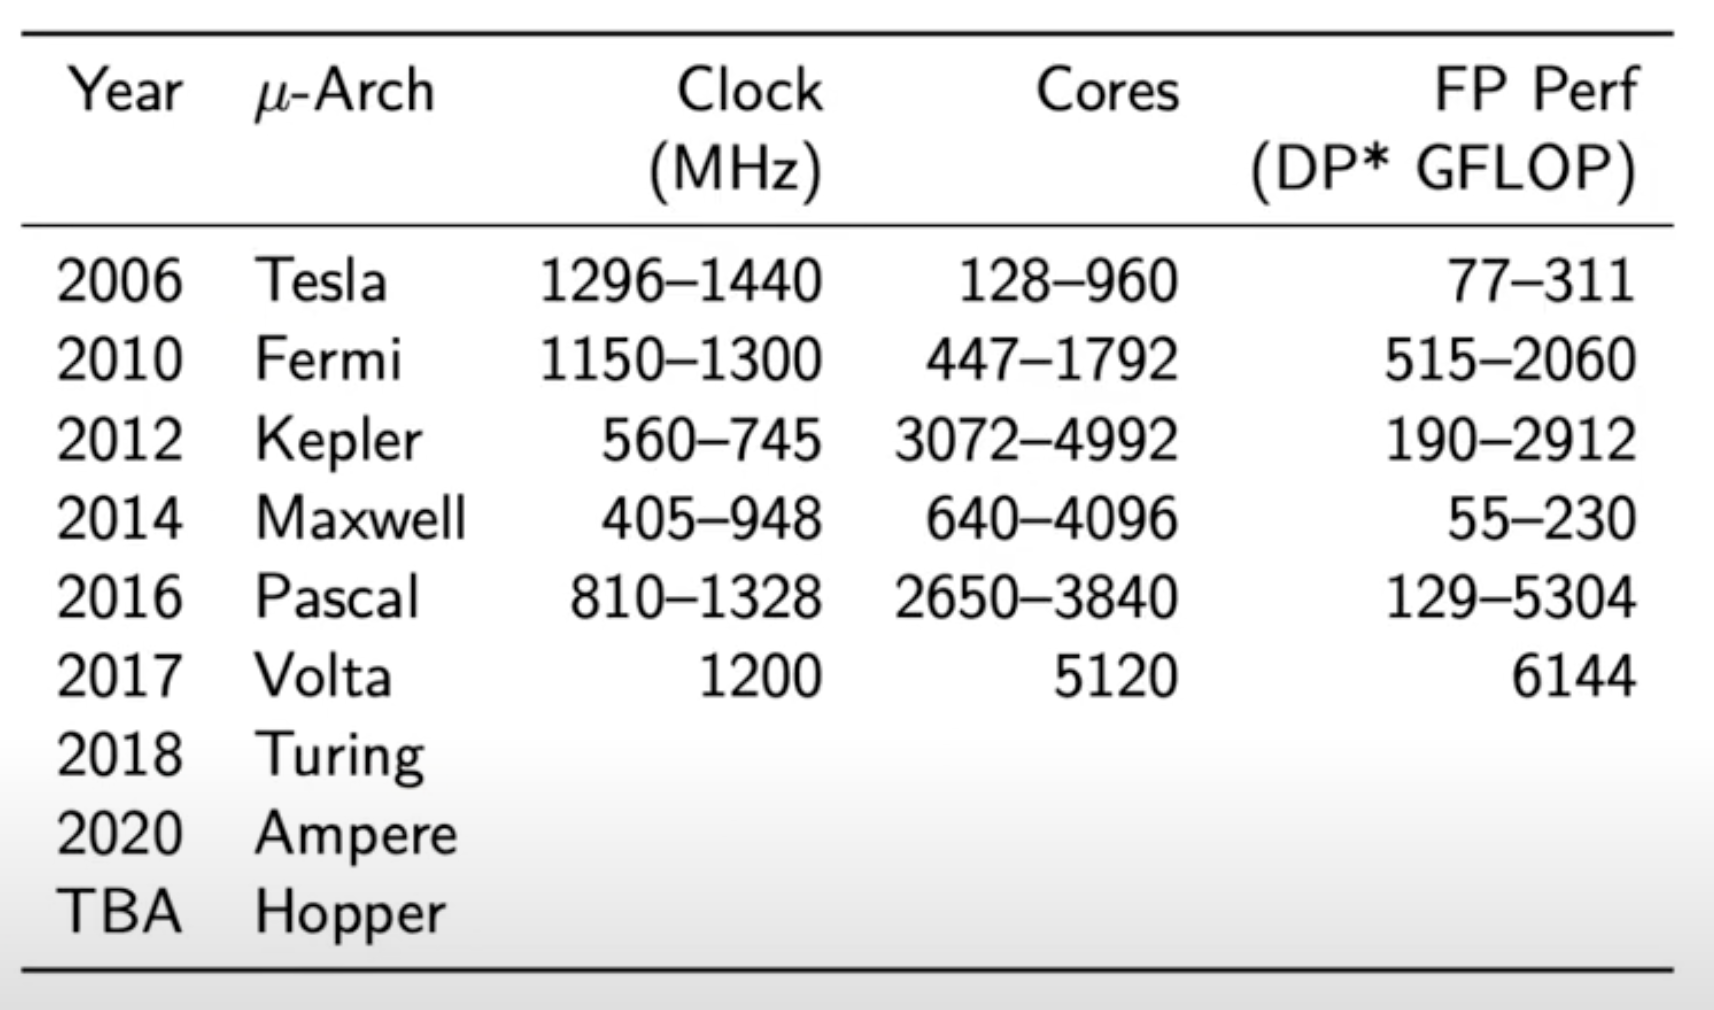 Year μ-Arch Clock Cores FP Perf
(MHz) (DP* GFLOP)
2006 Tesla 1296–1440 128–960 77–311
2010 Fermi 1150–1300 447–1792 515–2060
2012 Kepler 560–745 3072–4992 190–2912
2014 Maxwell 405–948 640–4096 55–230
2016 Pascal 810–1328 2650–3840 129–5304
2017 Volta 1200 5120 6144
2018 Turing
2020 Ampere
TBA Hopper